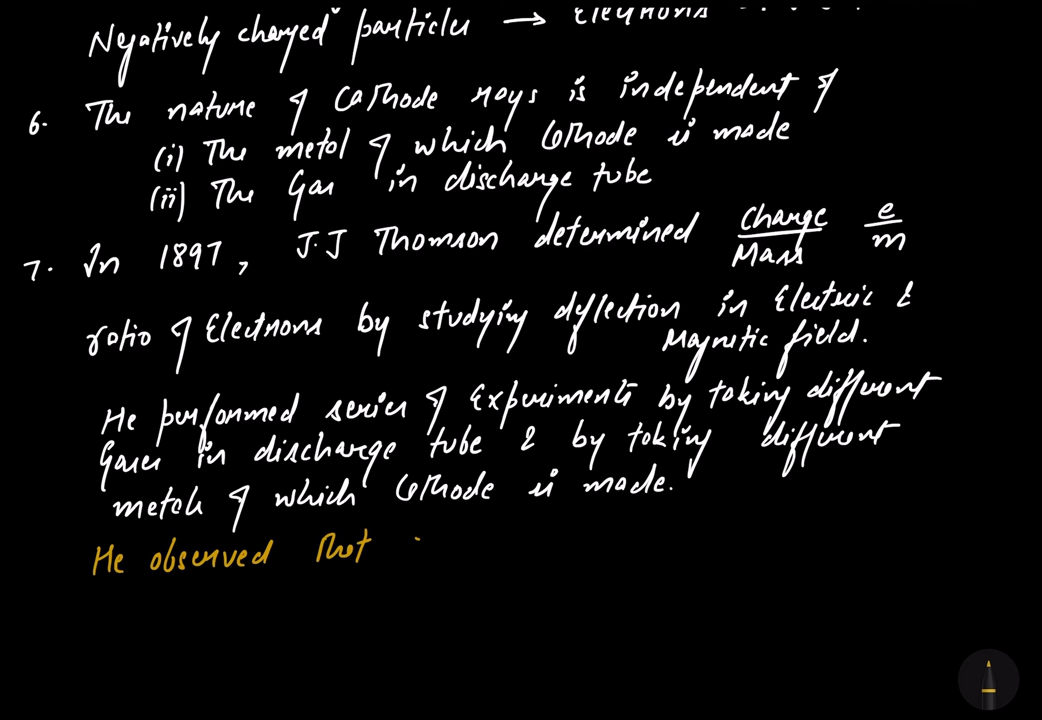 Negatively charged particles → Electrons
6. The nature of Cathode rays is independent of
(i) The metal of which Cathode is made
(ii) The Gas in discharge tube
7. In 1897, J.J Thomson determined Charge/Mass e/m
ratio of Electrons by studying deflection in Electric &
Magnetic field.
He performed series of Experiments by taking different
Gases in discharge tube & by taking different
metals of which Cathode is made.
He observed that